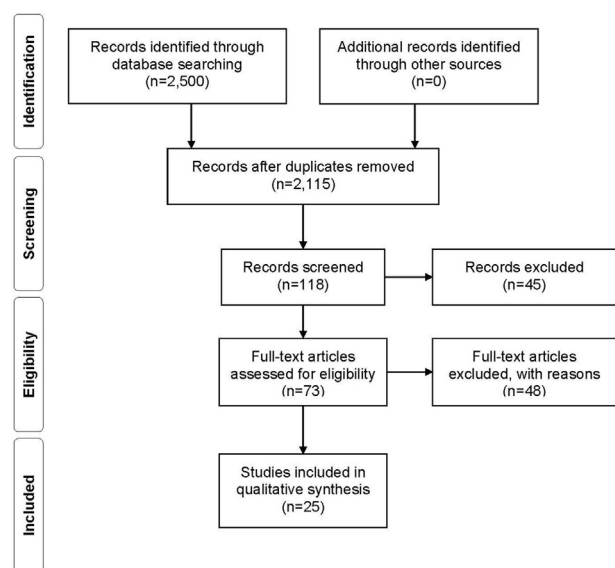 Identification
Records identified through
database searching
(n=2,500)
Additional records identified
through other sources
(n=0)
Records after duplicates removed
(n=2,115)
Screening
Records screened
(n=118)
Records excluded
(n=45)
Eligibility
Full-text articles
assessed for eligibility
(n=73)
Full-text articles
excluded, with reasons
(n=48)
Included
Studies included in
qualitative synthesis
(n=25)